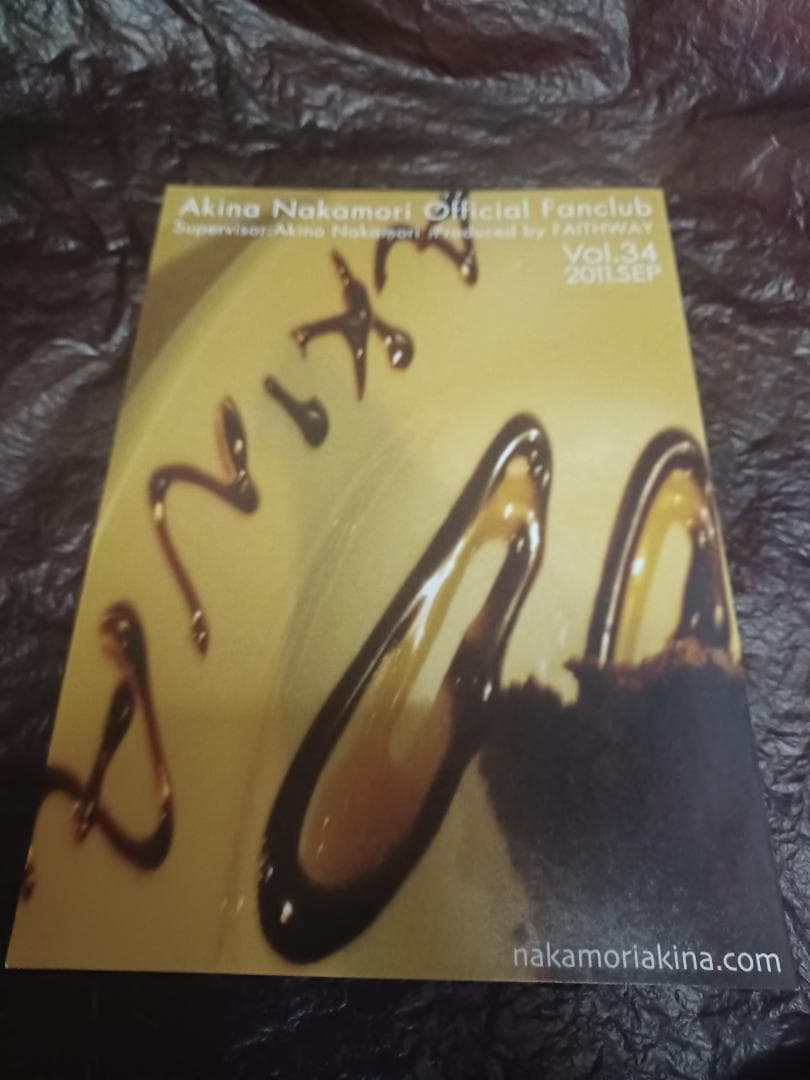 Akina Nakamori Official Fanclub
Supervisor:Akina Nakamori /Produced by FAITHWAY
Vol.34
2011.SEP
nakamoriakina.com